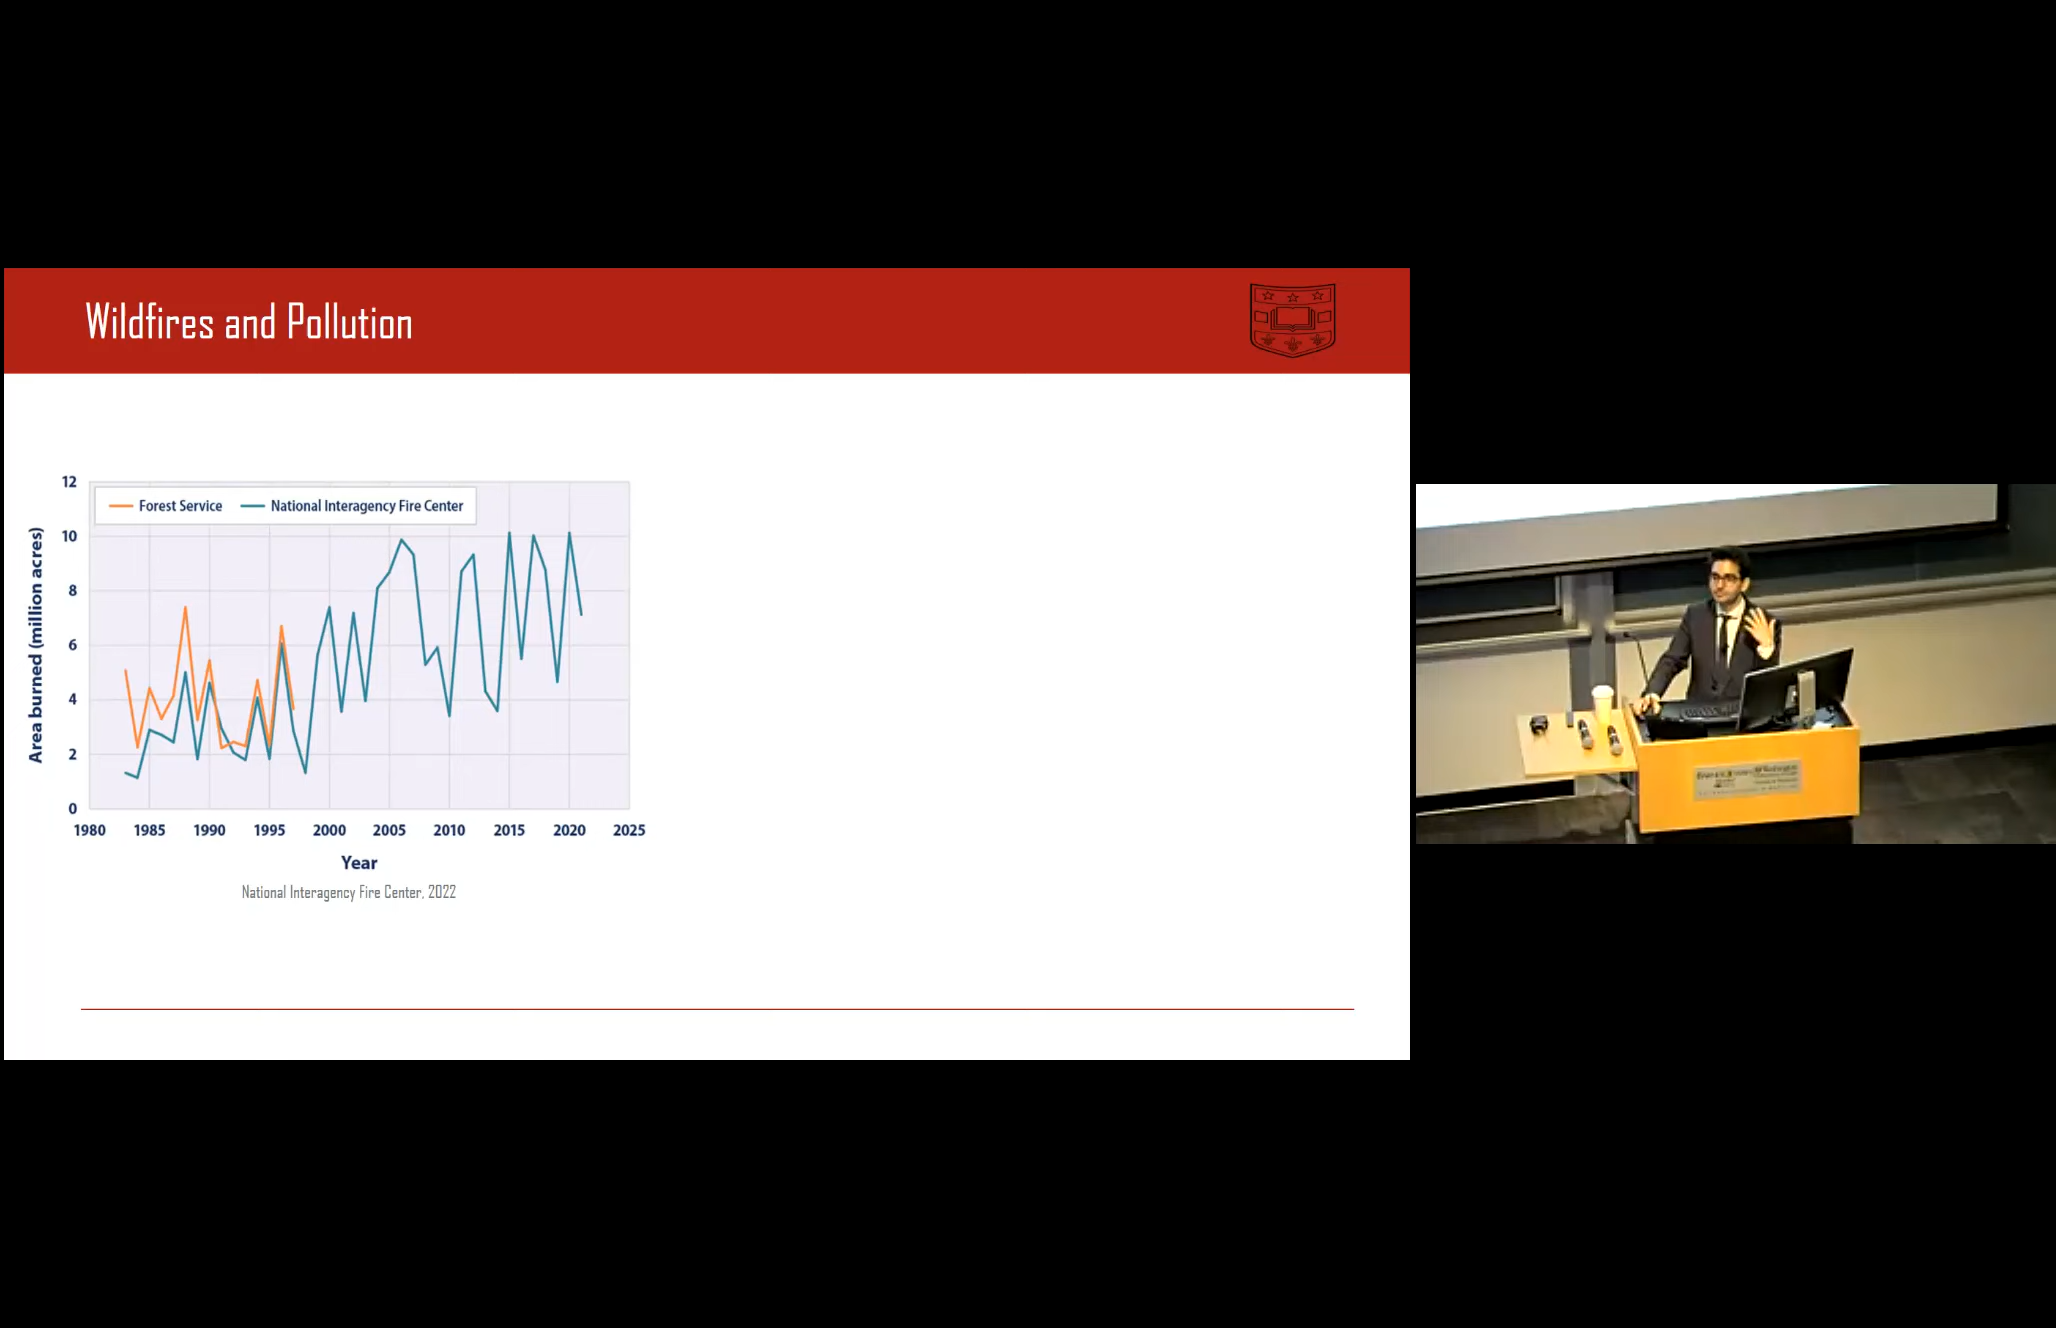 Wildfires and Pollution
12
Forest Service National Interagency Fire Center
10
8
6
4
2
0
Area burned (million acres)
1980 1985 1990 1995 2000 2005 2010 2015 2020 2025
Year
National Interagency Fire Center, 2022